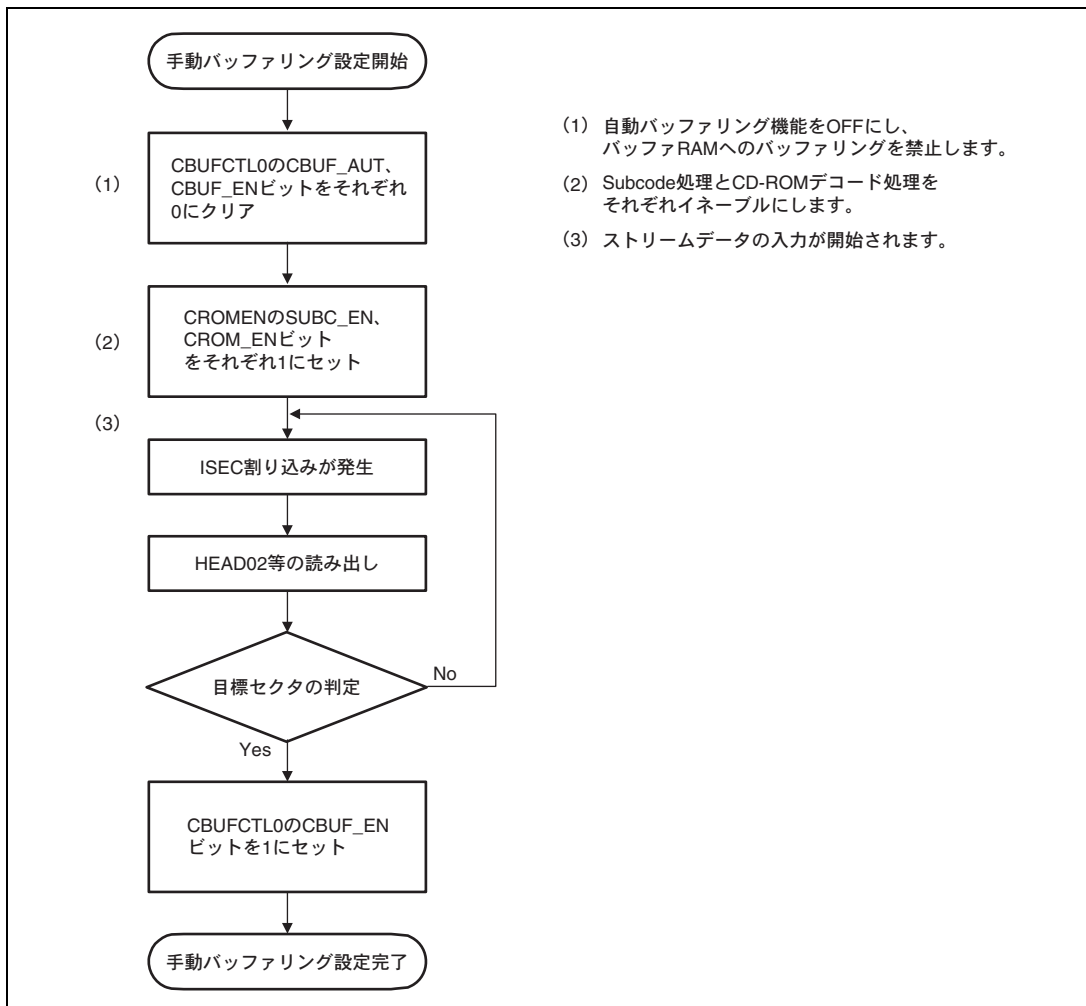 手動バッファリング設定開始
(1)
CBUFCTL0のCBUF_AUT、
CBUF_ENビットをそれぞれ
0にクリア
(2)
CROMENのSUBC_EN、
CROM_ENビット
をそれぞれ1にセット
(3)
ISEC割り込みが発生
HEAD02等の読み出し
目標セクタの判定
No
Yes
CBUFCTL0のCBUF_EN
ビットを1にセット
手動バッファリング設定完了
(1) 自動バッファリング機能をOFFにし、
バッファRAMへのバッファリングを禁止します。
(2) Subcode処理とCD-ROMデコード処理を
それぞれイネーブルにします。
(3) ストリームデータの入力が開始されます。